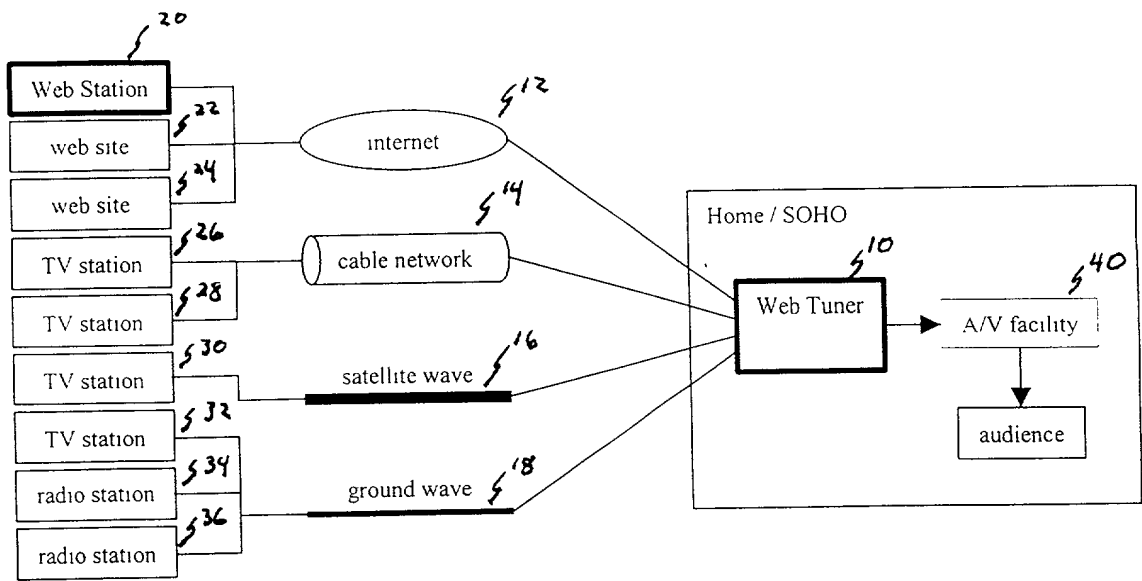 20
Web Station
22
web site
24
web site
26
TV station
28
TV station
30
TV station
32
TV station
34
radio station
36
radio station
12
internet
14
cable network
16
satellite wave
18
ground wave
Home / SOHO
10
Web Tuner
40
A/V facility
audience